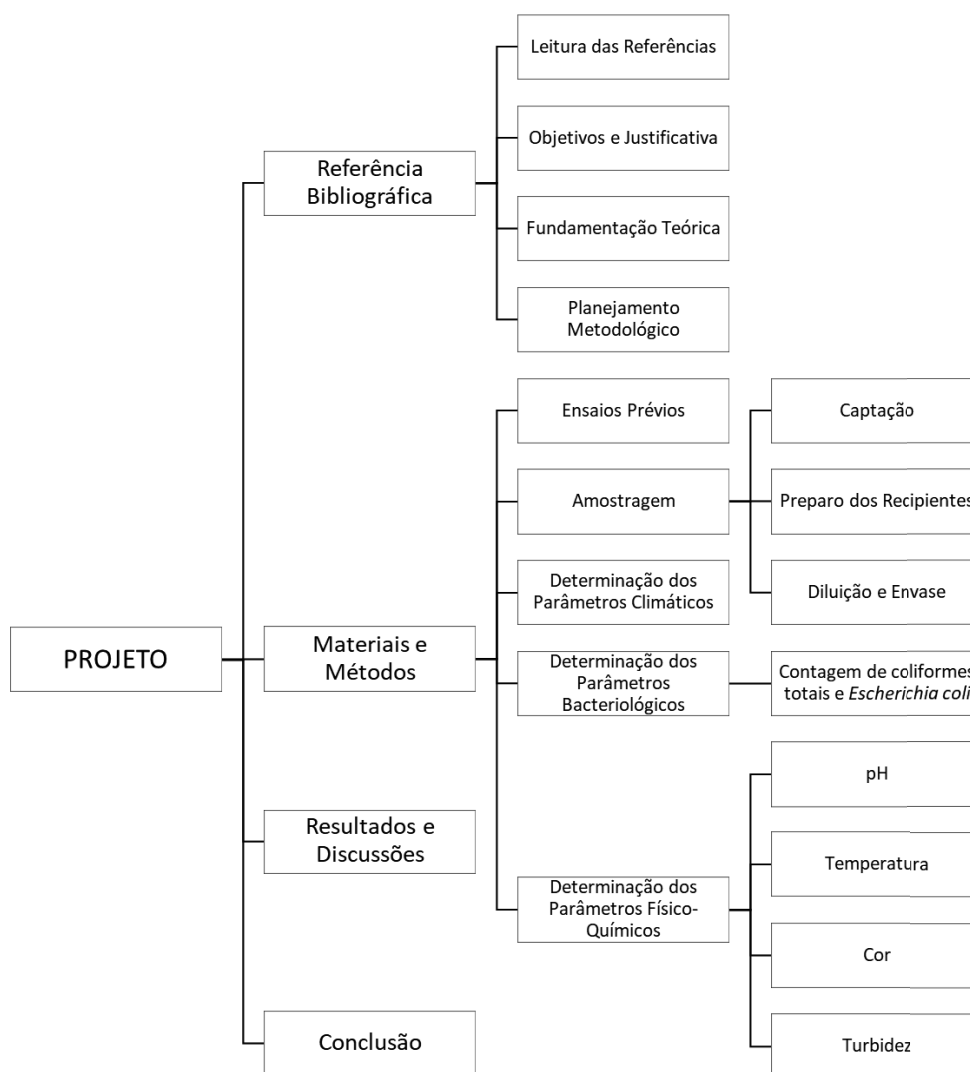 Leitura das Referências
Objetivos e Justificativa
Referência
Bibliográfica
Fundamentação Teórica
Planejamento
Metodológico
Ensaios Prévios
Captação
Amostragem
Preparo dos Recipientes
Determinação dos
Parâmetros Climáticos
Diluição e Envase
PROJETO
Materiais e
Métodos
Determinação dos
Parâmetros
Bacteriológicos
Contagem de coliformes
totais e Escherichia coli
pH
Resultados e
Discussões
Temperatura
Determinação dos
Parâmetros Físico-
Químicos
Cor
Conclusão
Turbidez